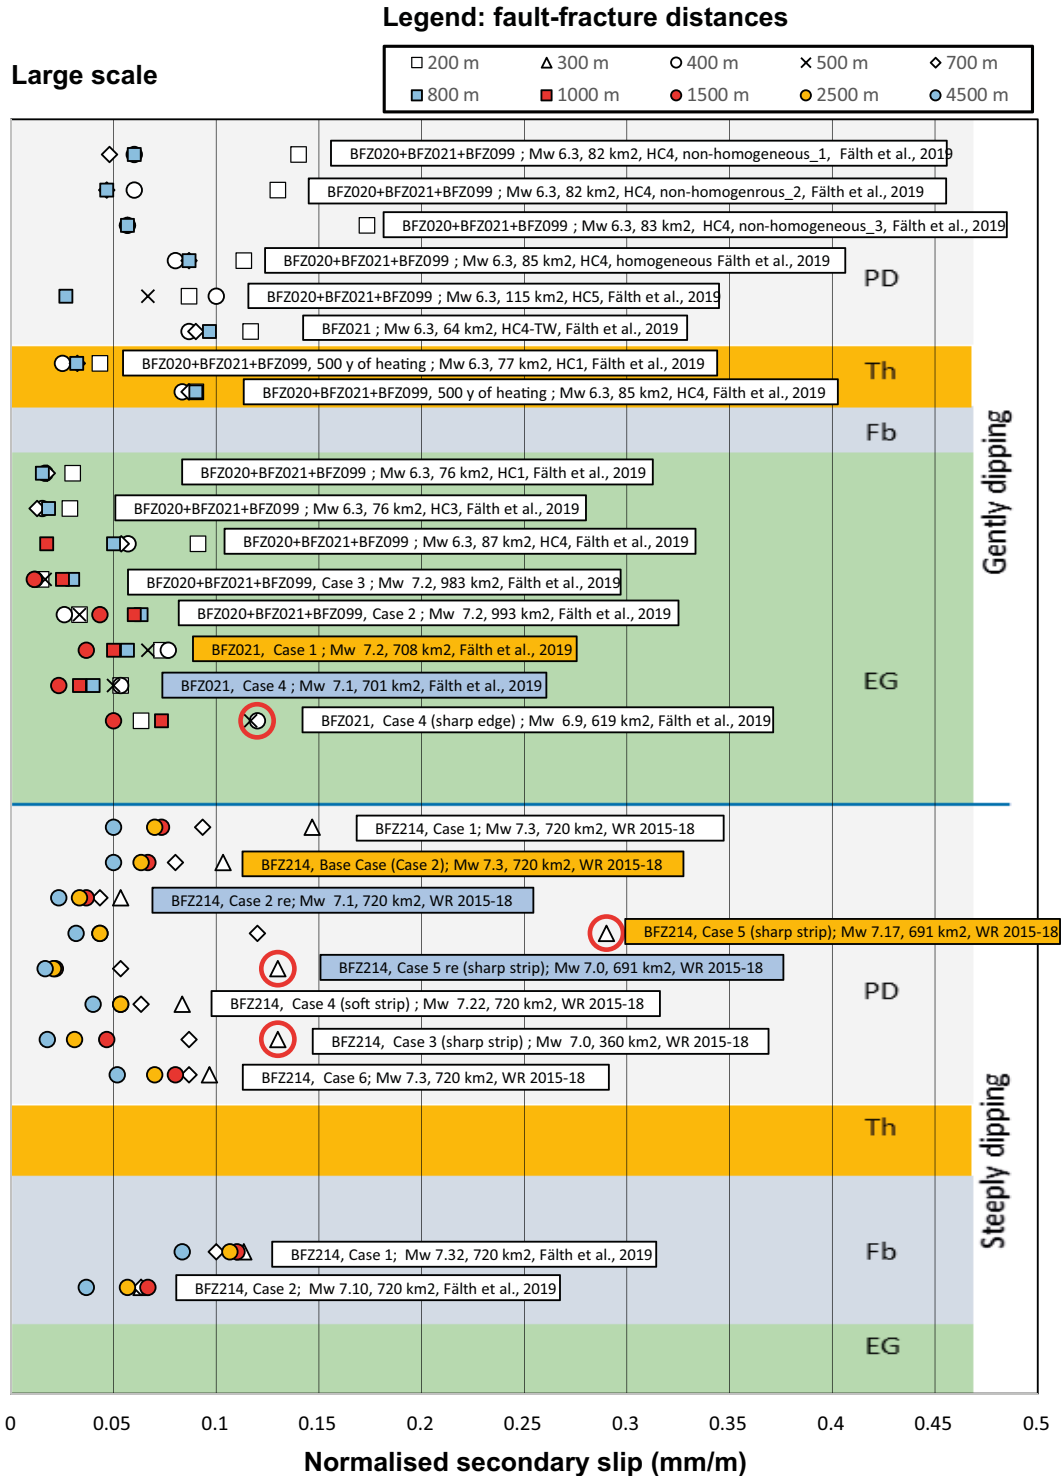 Legend: fault-fracture distances
Large scale
200 m 300 m 400 m 500 m 700 m
800 m 1000 m 1500 m 2500 m 4500 m
BFZ020+BFZ021+BFZ099 ; Mw 6.3, 82 km2, HC4, non-homogeneous_1, Fälth et al., 2019
BFZ020+BFZ021+BFZ099 ; Mw 6.3, 82 km2, HC4, non-homogenrous_2, Fälth et al., 2019
BFZ020+BFZ021+BFZ099 ; Mw 6.3, 83 km2, HC4, non-homogeneous_3, Fälth et al., 2019
BFZ020+BFZ021+BFZ099 ; Mw 6.3, 85 km2, HC4, homogeneous Fälth et al., 2019
PD
BFZ020+BFZ021+BFZ099 ; Mw 6.3, 115 km2, HC5, Fälth et al., 2019
BFZ021 ; Mw 6.3, 64 km2, HC4-TW, Fälth et al., 2019
BFZ020+BFZ021+BFZ099, 500 y of heating ; Mw 6.3, 77 km2, HC1, Fälth et al., 2019
Th
BFZ020+BFZ021+BFZ099, 500 y of heating ; Mw 6.3, 85 km2, HC4, Fälth et al., 2019
Fb
Gently dipping
BFZ020+BFZ021+BFZ099 ; Mw 6.3, 76 km2, HC1, Fälth et al., 2019
BFZ020+BFZ021+BFZ099 ; Mw 6.3, 76 km2, HC3, Fälth et al., 2019
BFZ020+BFZ021+BFZ099 ; Mw 6.3, 87 km2, HC4, Fälth et al., 2019
BFZ020+BFZ021+BFZ099, Case 3 ; Mw 7.2, 983 km2, Fälth et al., 2019
BFZ020+BFZ021+BFZ099, Case 2 ; Mw 7.2, 993 km2, Fälth et al., 2019
BFZ021, Case 1 ; Mw 7.2, 708 km2, Fälth et al., 2019
BFZ021, Case 4 ; Mw 7.1, 701 km2, Fälth et al., 2019
EG
BFZ021, Case 4 (sharp edge) ; Mw 6.9, 619 km2, Fälth et al., 2019
BFZ214, Case 1; Mw 7.3, 720 km2, WR 2015-18
BFZ214, Base Case (Case 2); Mw 7.3, 720 km2, WR 2015-18
BFZ214, Case 2 re; Mw 7.1, 720 km2, WR 2015-18
BFZ214, Case 5 (sharp strip); Mw 7.17, 691 km2, WR 2015-18
BFZ214, Case 5 re (sharp strip); Mw 7.0, 691 km2, WR 2015-18
PD
BFZ214, Case 4 (soft strip) ; Mw 7.22, 720 km2, WR 2015-18
BFZ214, Case 3 (sharp strip) ; Mw 7.0, 360 km2, WR 2015-18
BFZ214, Case 6; Mw 7.3, 720 km2, WR 2015-18
Th
Steeply dipping
Fb
BFZ214, Case 1; Mw 7.32, 720 km2, Fälth et al., 2019
BFZ214, Case 2; Mw 7.10, 720 km2, Fälth et al., 2019
EG
0 0.05 0.1 0.15 0.2 0.25 0.3 0.35 0.4 0.45 0.5
Normalised secondary slip (mm/m)